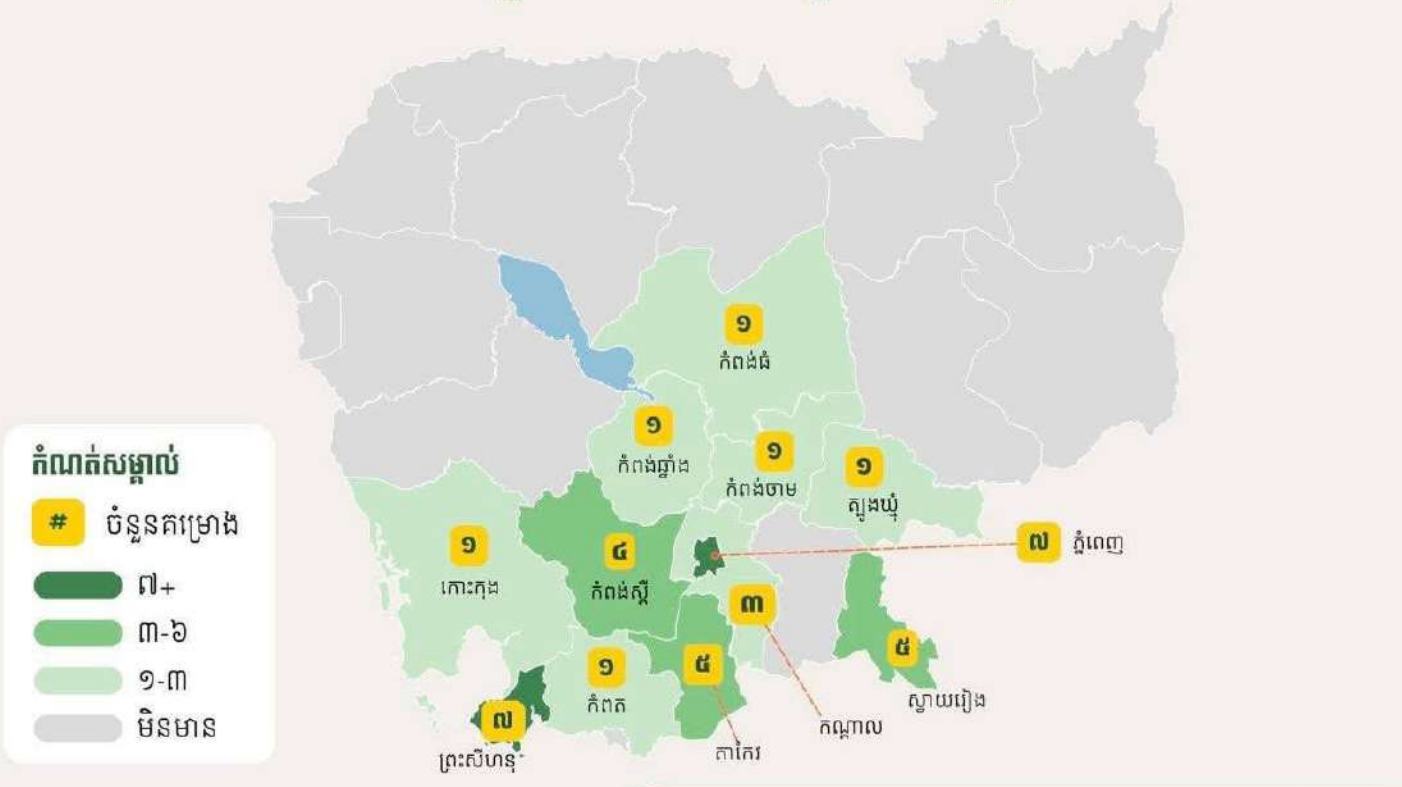 ១
កំពង់ធំ
១
កំពង់ឆ្នាំង
១
កំពង់ចាម
១
ត្បូងឃ្មុំ
កំណត់សម្គាល់
# ចំនួនគម្រោង
៧+
៣-៦
១-៣
មិនមាន
១
កោះកុង
៤
កំពង់ស្ពឺ
៧ ភ្នំពេញ
៣
កណ្ដាល
៥
ស្វាយរៀង
១
កំពត
៥
តាកែវ
៧
ព្រះសីហនុ